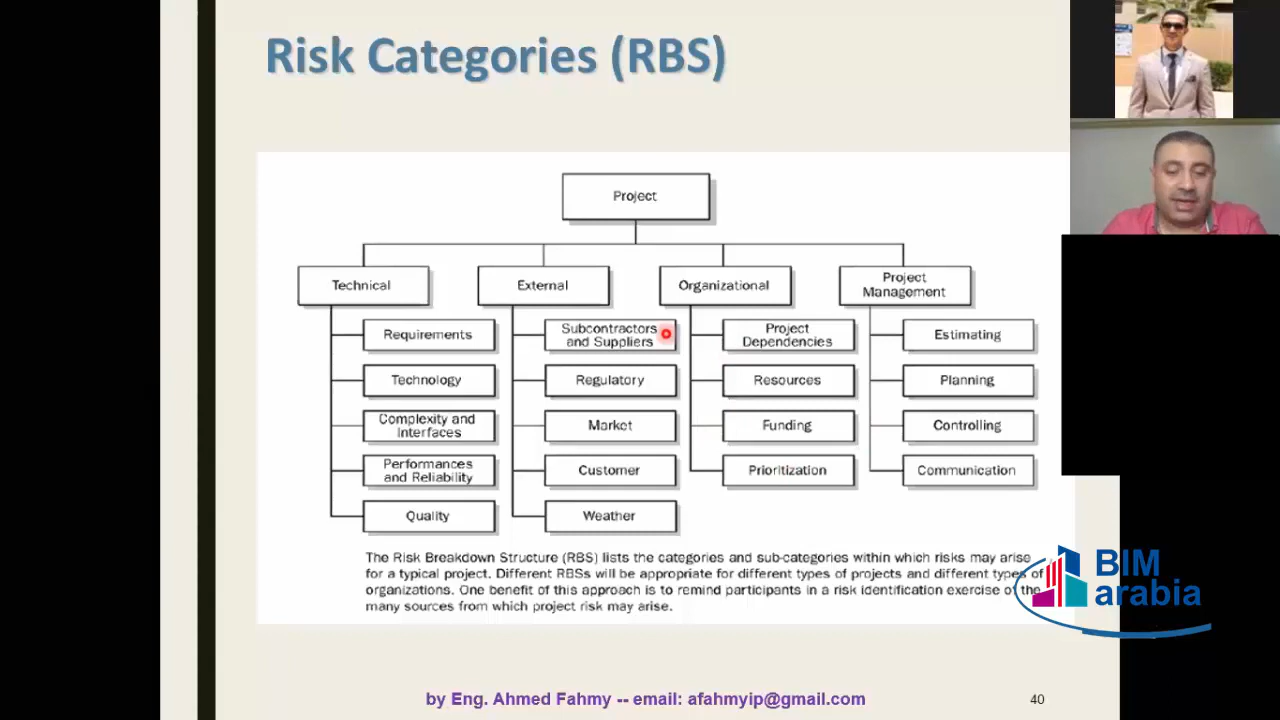 Risk Categories (RBS)
Project
Technical
External
Organizational
Project
Management
Requirements
Technology
Complexity and
Interfaces
Performances
and Reliability
Quality
Subcontractors
and Suppliers
Regulatory
Market
Customer
Weather
Project
Dependencies
Resources
Funding
Prioritization
Estimating
Planning
Controlling
Communication
The Risk Breakdown Structure (RBS) lists the categories and sub-categories within which risks may arise
for a typical project. Different RBSs will be appropriate for different types of projects and different types of
organizations. One benefit of this approach is to remind participants in a risk identification exercise of the
many sources from which project risk may arise.
BIM
arabia
by Eng. Ahmed Fahmy -- email: afahmyip@gmail.com
40